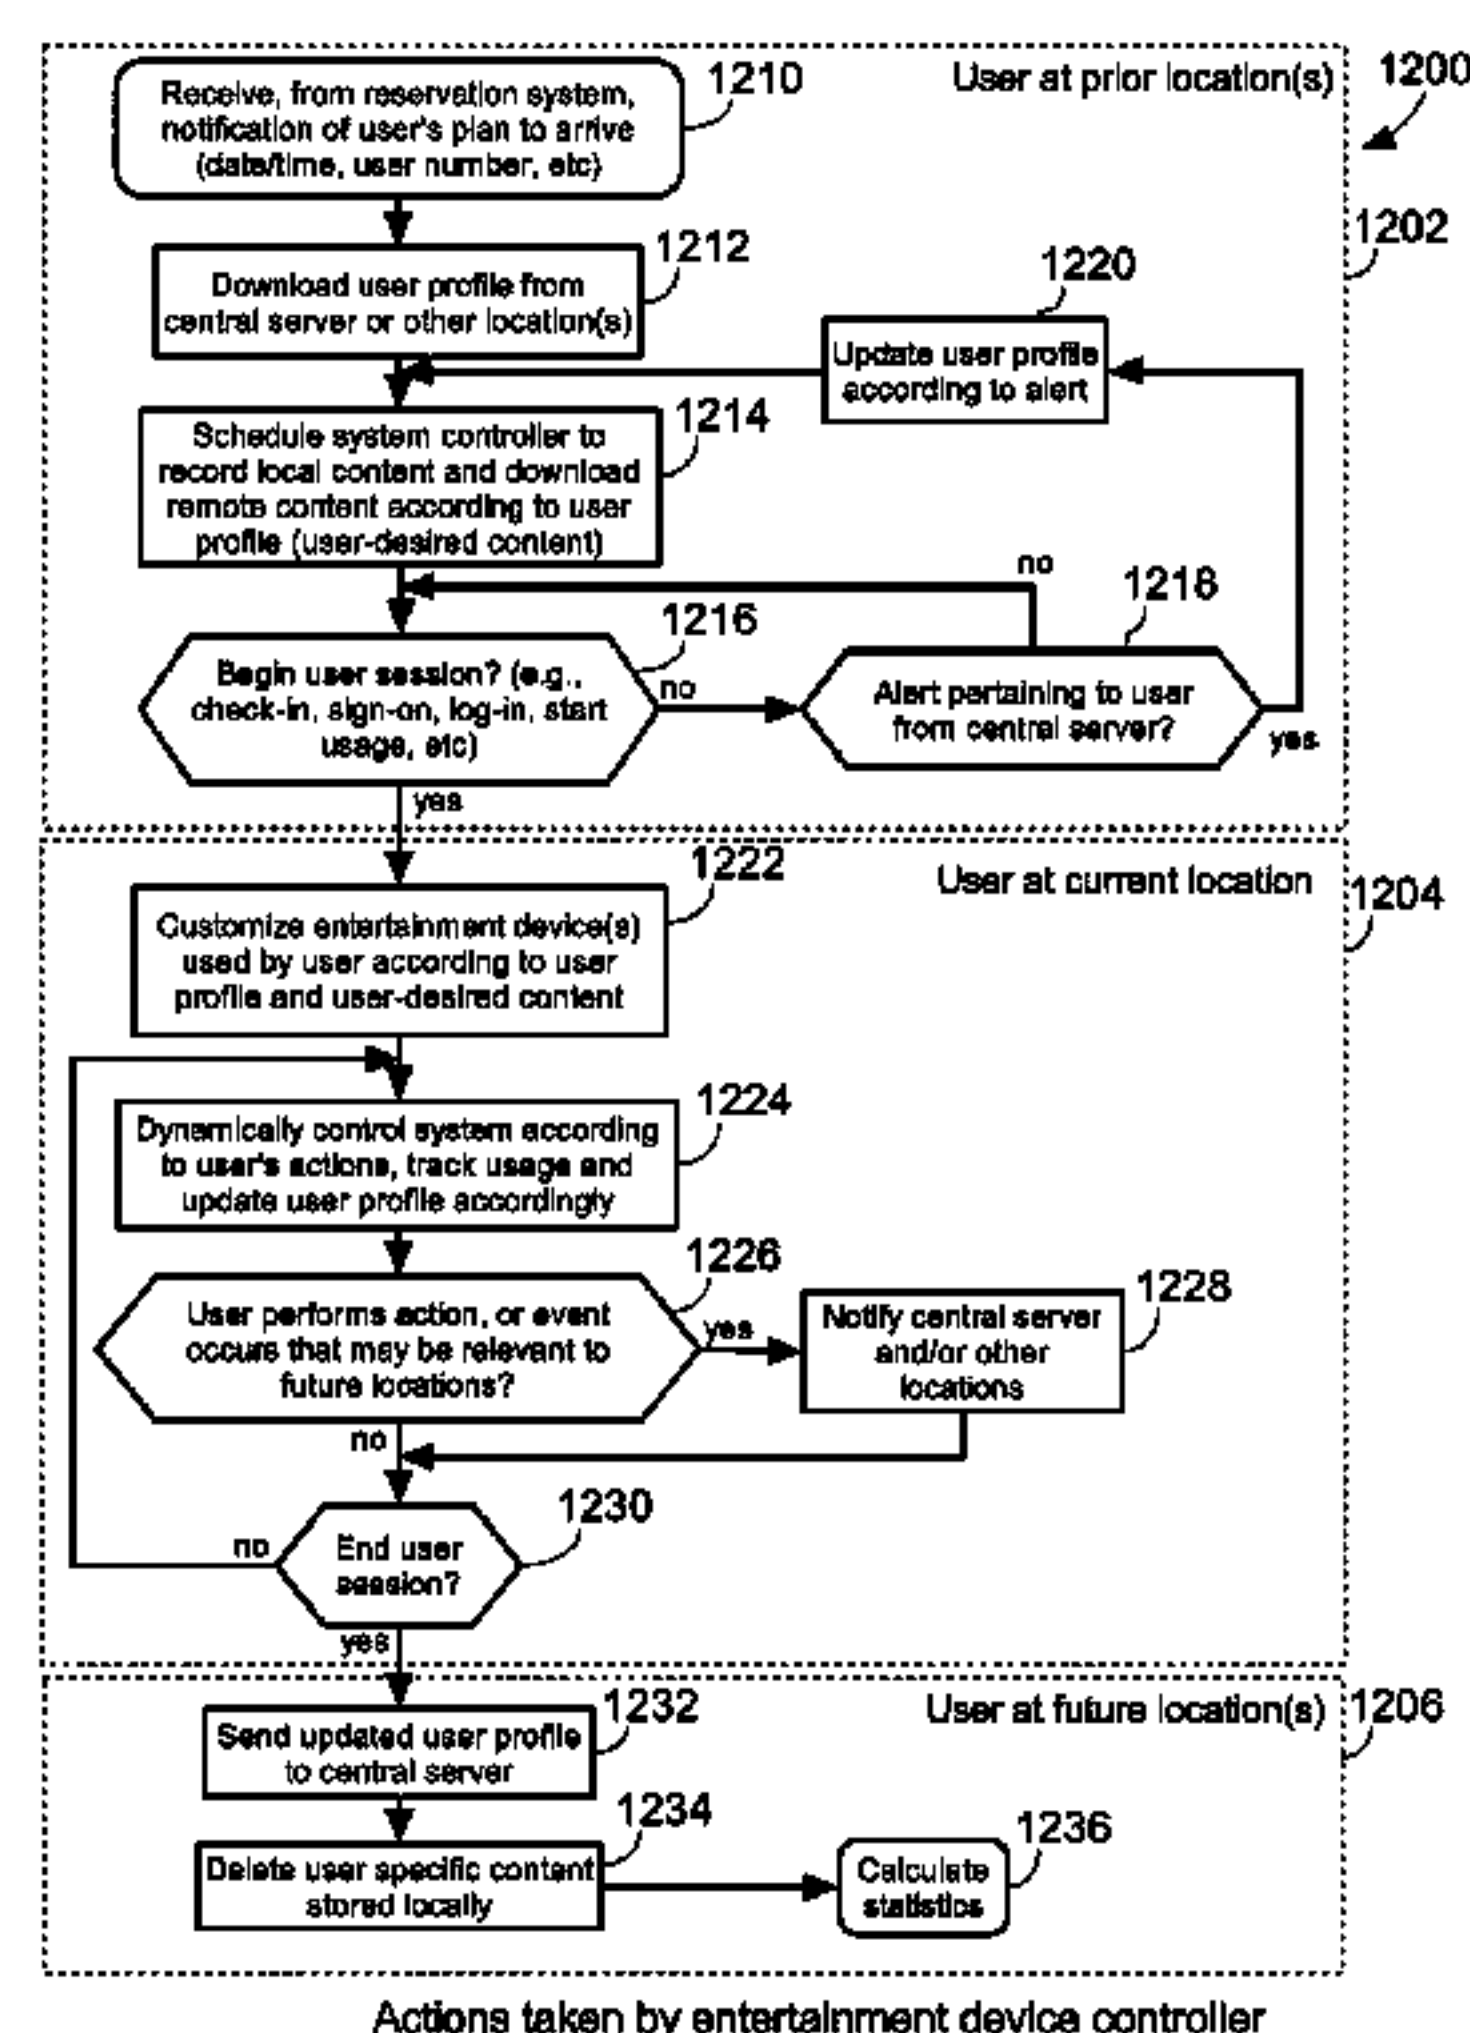 1200
User at prior location(s)
1202
1210
Receive, from reservation system,
notification of user's plan to arrive
(date/time, user number, etc)
1212
Download user profile from
central server or other location(s)
1220
Update user profile
according to alert
1214
Schedule system controller to
record local content and download
remote content according to user
profile (user-desired content)
no
1216
Begin user session? (e.g.,
check-in, sign-on, log-in, start
usage, etc)
no
1218
Alert pertaining to user
from central server?
yes
yes
User at current location
1204
1222
Customize entertainment device(s)
used by user according to user
profile and user-desired content
1224
Dynamically control system according
to user's actions, track usage and
update user profile accordingly
1226
User performs action, or event
occurs that may be relevant to
future locations?
yes
1228
Notify central server
and/or other
locations
no
1230
End user
session?
no
yes
User at future location(s)
1206
1232
Send updated user profile
to central server
1234
Delete user specific content
stored locally
1236
Calculate
statistics
Actions taken by entertainment device controller